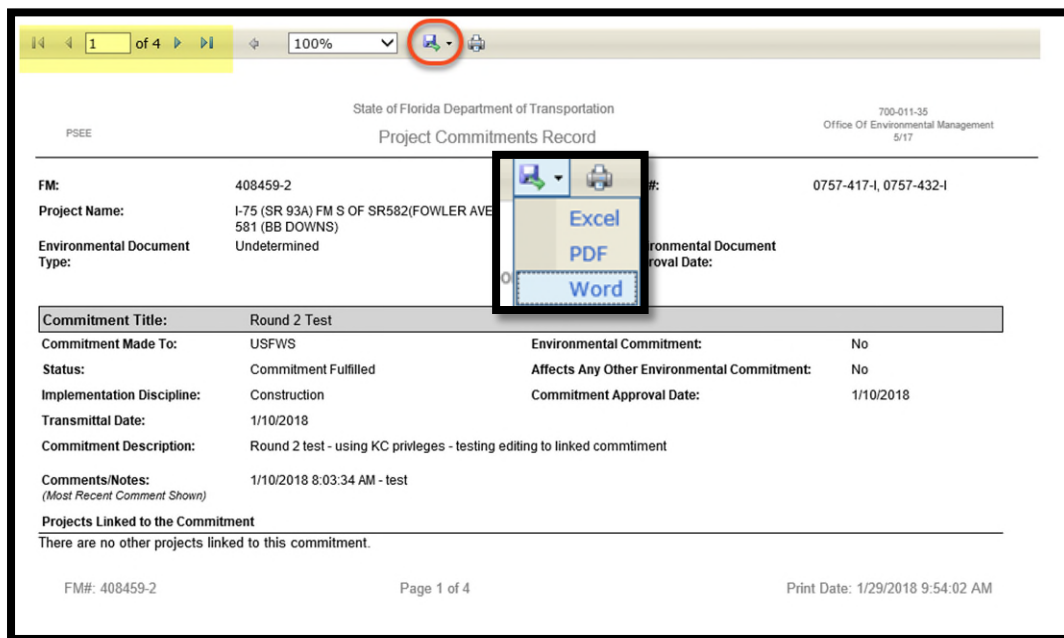 1 of 4 100%
State of Florida Department of Transportation
700-011-35
PSEE
Project Commitments Record
Office Of Environmental Management
5/17
Excel
PDF
Word
FM: 408459-2 #: 0757-417-I, 0757-432-I
Project Name: I-75 (SR 93A) FM S OF SR582(FOWLER AVE
581 (BB DOWNS)
Environmental Document Undetermined ronmental Document
Type: roval Date:
Commitment Title: Round 2 Test
Commitment Made To: USFWS Environmental Commitment: No
Status: Commitment Fulfilled Affects Any Other Environmental Commitment: No
Implementation Discipline: Construction Commitment Approval Date: 1/10/2018
Transmittal Date: 1/10/2018
Commitment Description: Round 2 test - using KC privleges - testing editing to linked commtiment
Comments/Notes: 1/10/2018 8:03:34 AM - test
(Most Recent Comment Shown)
Projects Linked to the Commitment
There are no other projects linked to this commitment.
FM#: 408459-2 Page 1 of 4 Print Date: 1/29/2018 9:54:02 AM